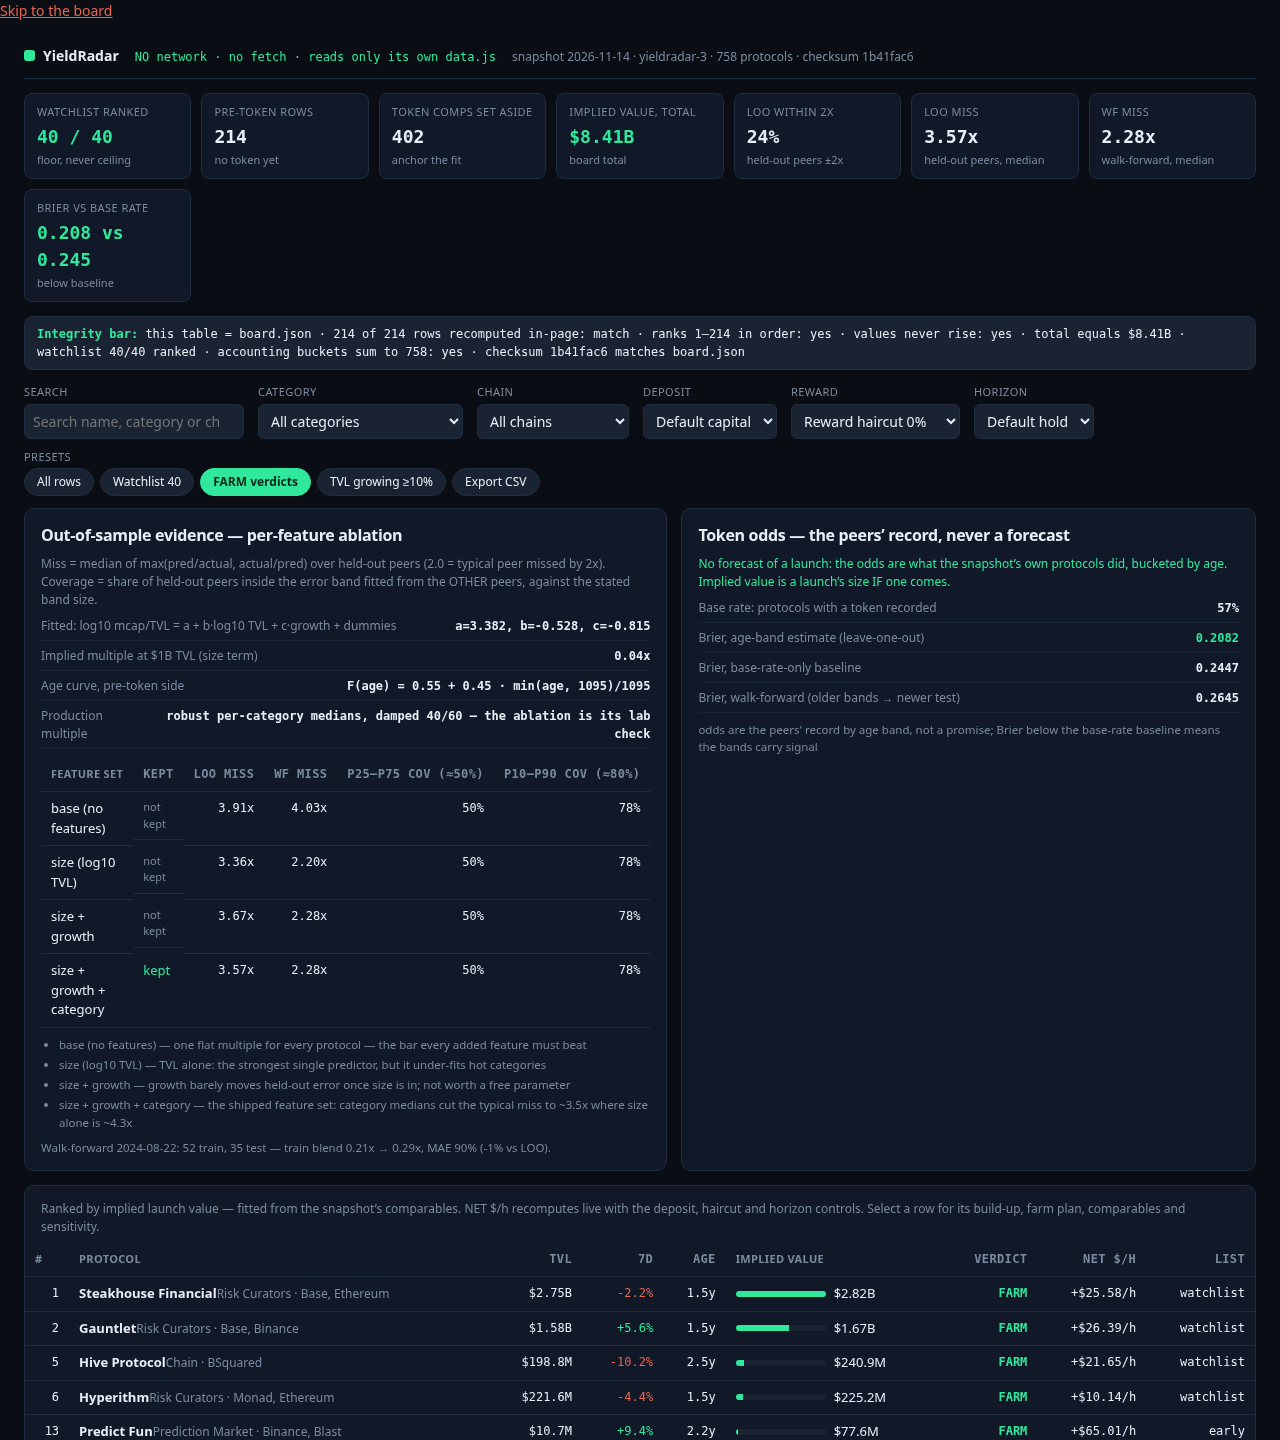 Skip to the board
YieldRadar NO network · no fetch · reads only its own data.js snapshot 2026-11-14 · yieldradar-3 · 758 protocols · checksum 1b41fac6
WATCHLIST RANKED
40 / 40
floor, never ceiling
PRE-TOKEN ROWS
214
no token yet
TOKEN COMPS SET ASIDE
402
anchor the fit
IMPLIED VALUE, TOTAL
$8.41B
board total
LOO WITHIN 2X
24%
held-out peers ±2x
LOO MISS
3.57x
held-out peers, median
WF MISS
2.28x
walk-forward, median
BRIER VS BASE RATE
0.208 vs
0.245
below baseline
Integrity bar: this table = board.json · 214 of 214 rows recomputed in-page: match · ranks 1–214 in order: yes · values never rise: yes · total equals $8.41B ·
watchlist 40/40 ranked · accounting buckets sum to 758: yes · checksum 1b41fac6 matches board.json
SEARCH
Search name, category or ch
CATEGORY
All categories
CHAIN
All chains
DEPOSIT
Default capital
REWARD
Reward haircut 0%
HORIZON
Default hold
PRESETS
All rows Watchlist 40 FARM verdicts TVL growing ≥10% Export CSV
Out-of-sample evidence — per-feature ablation
Miss = median of max(pred/actual, actual/pred) over held-out peers (2.0 = typical peer missed by 2x).
Coverage = share of held-out peers inside the error band fitted from the OTHER peers, against the stated
band size.
Fitted: log10 mcap/TVL = a + b·log10 TVL + c·growth + dummies a=3.382, b=-0.528, c=-0.815
Implied multiple at $1B TVL (size term) 0.04x
Age curve, pre-token side F(age) = 0.55 + 0.45 · min(age, 1095)/1095
Production multiple robust per-category medians, damped 40/60 — the ablation is its lab check
FEATURE SET KEPT LOO MISS WF MISS P25–P75 COV (≈50%) P10–P90 COV (≈80%)
base (no features) not kept 3.91x 4.03x 50% 78%
size (log10 TVL) not kept 3.36x 2.20x 50% 78%
size + growth not kept 3.67x 2.28x 50% 78%
size + growth + category kept 3.57x 2.28x 50% 78%
• base (no features) — one flat multiple for every protocol — the bar every added feature must beat
• size (log10 TVL) — TVL alone: the strongest single predictor, but it under-fits hot categories
• size + growth — growth barely moves held-out error once size is in; not worth a free parameter
• size + growth + category — the shipped feature set: category medians cut the typical miss to ~3.5x where size
alone is ~4.3x
Walk-forward 2024-08-22: 52 train, 35 test — train blend 0.21x → 0.29x, MAE 90% (-1% vs LOO).
Token odds — the peers’ record, never a forecast
No forecast of a launch: the odds are what the snapshot’s own protocols did, bucketed by age.
Implied value is a launch’s size IF one comes.
Base rate: protocols with a token recorded 57%
Brier, age-band estimate (leave-one-out) 0.2082
Brier, base-rate-only baseline 0.2447
Brier, walk-forward (older bands → newer test) 0.2645
odds are the peers' record by age band, not a promise; Brier below the base-rate baseline means
the bands carry signal
Ranked by implied launch value — fitted from the snapshot’s comparables. NET $/h recomputes live with the deposit, haircut and horizon controls. Select a row for its build-up, farm plan, comparables and
sensitivity.
# PROTOCOL TVL 7D AGE IMPLIED VALUE VERDICT NET $/H LIST
1 Steakhouse FinancialRisk Curators · Base, Ethereum $2.75B -2.2% 1.5y $2.82B FARM +$25.58/h watchlist
2 GauntletRisk Curators · Base, Binance $1.58B +5.6% 1.5y $1.67B FARM +$26.39/h watchlist
5 Hive ProtocolChain · BSquared $198.8M -10.2% 2.5y $240.9M FARM +$21.65/h watchlist
6 HyperithmRisk Curators · Monad, Ethereum $221.6M -4.4% 1.5y $225.2M FARM +$10.14/h watchlist
13 Predict FunPrediction Market · Binance, Blast $10.7M +9.4% 2.2y $77.6M FARM +$65.01/h early